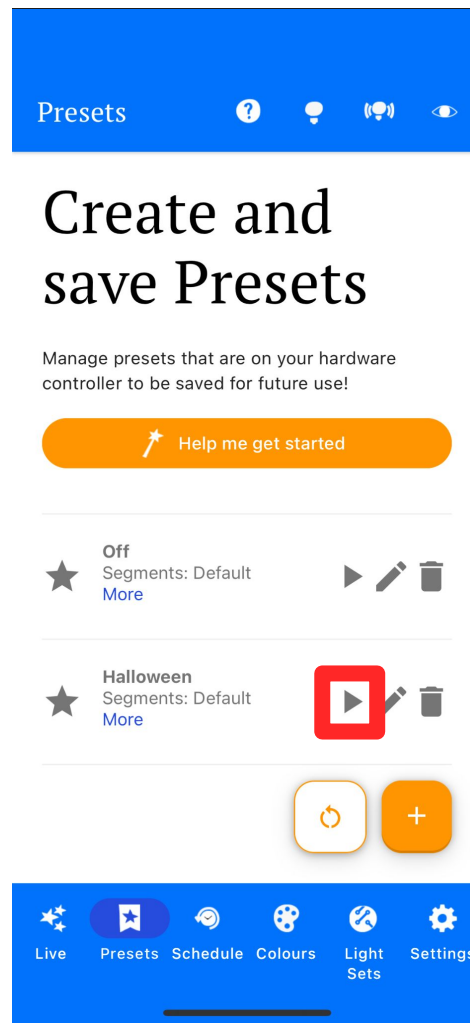 Presets
Create and
save Presets
Manage presets that are on your hardware
controller to be saved for future use!
Help me get started
Off
Segments: Default
More
Halloween
Segments: Default
More
Live
Presets
Schedule
Colours
Light
Sets
Settings